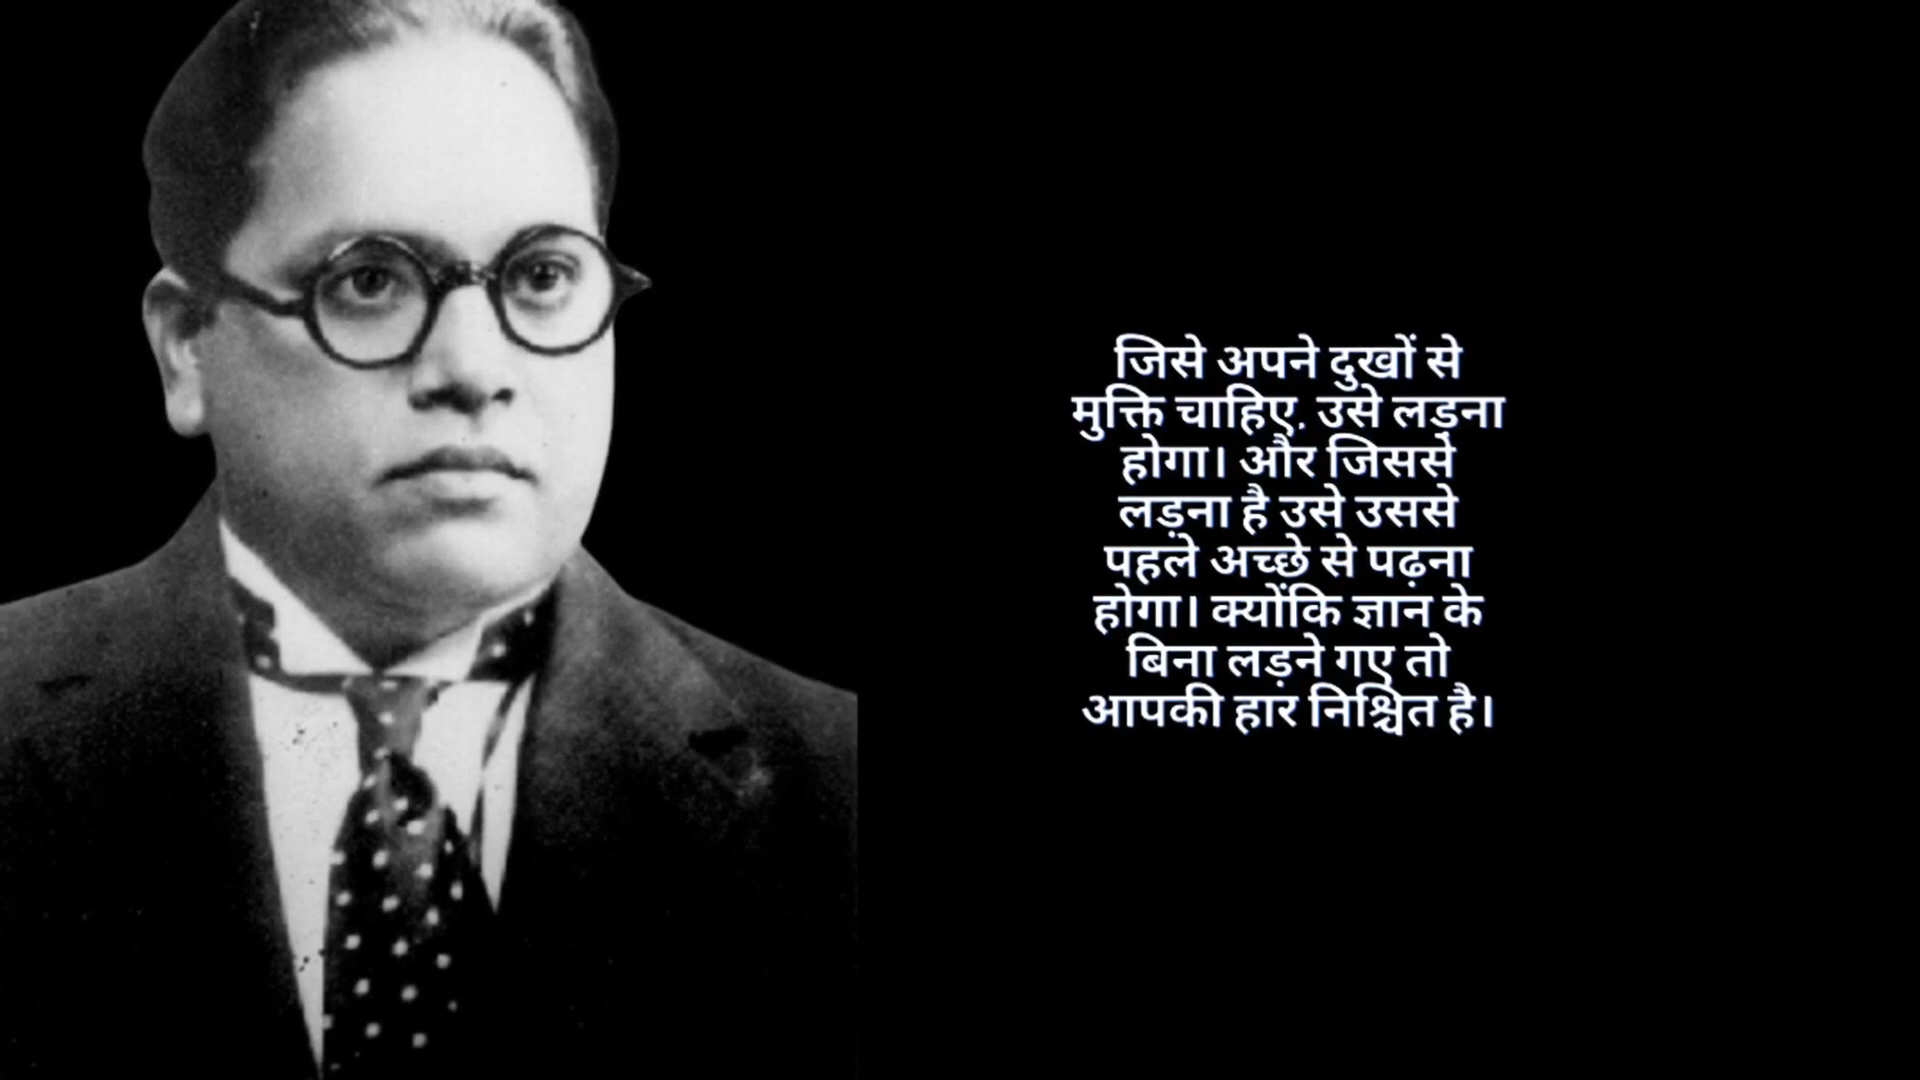 जिसे अपने दुखों से
मुक्ति चाहिए. उसे लड़ना
होगा। और जिससे
लड़ना है उसे उससे
पहले अच्छे से पढ़ना
होगा। क्योंकि ज्ञान के
बिना लड़ने गए तो
आपकी हार निश्चित है।